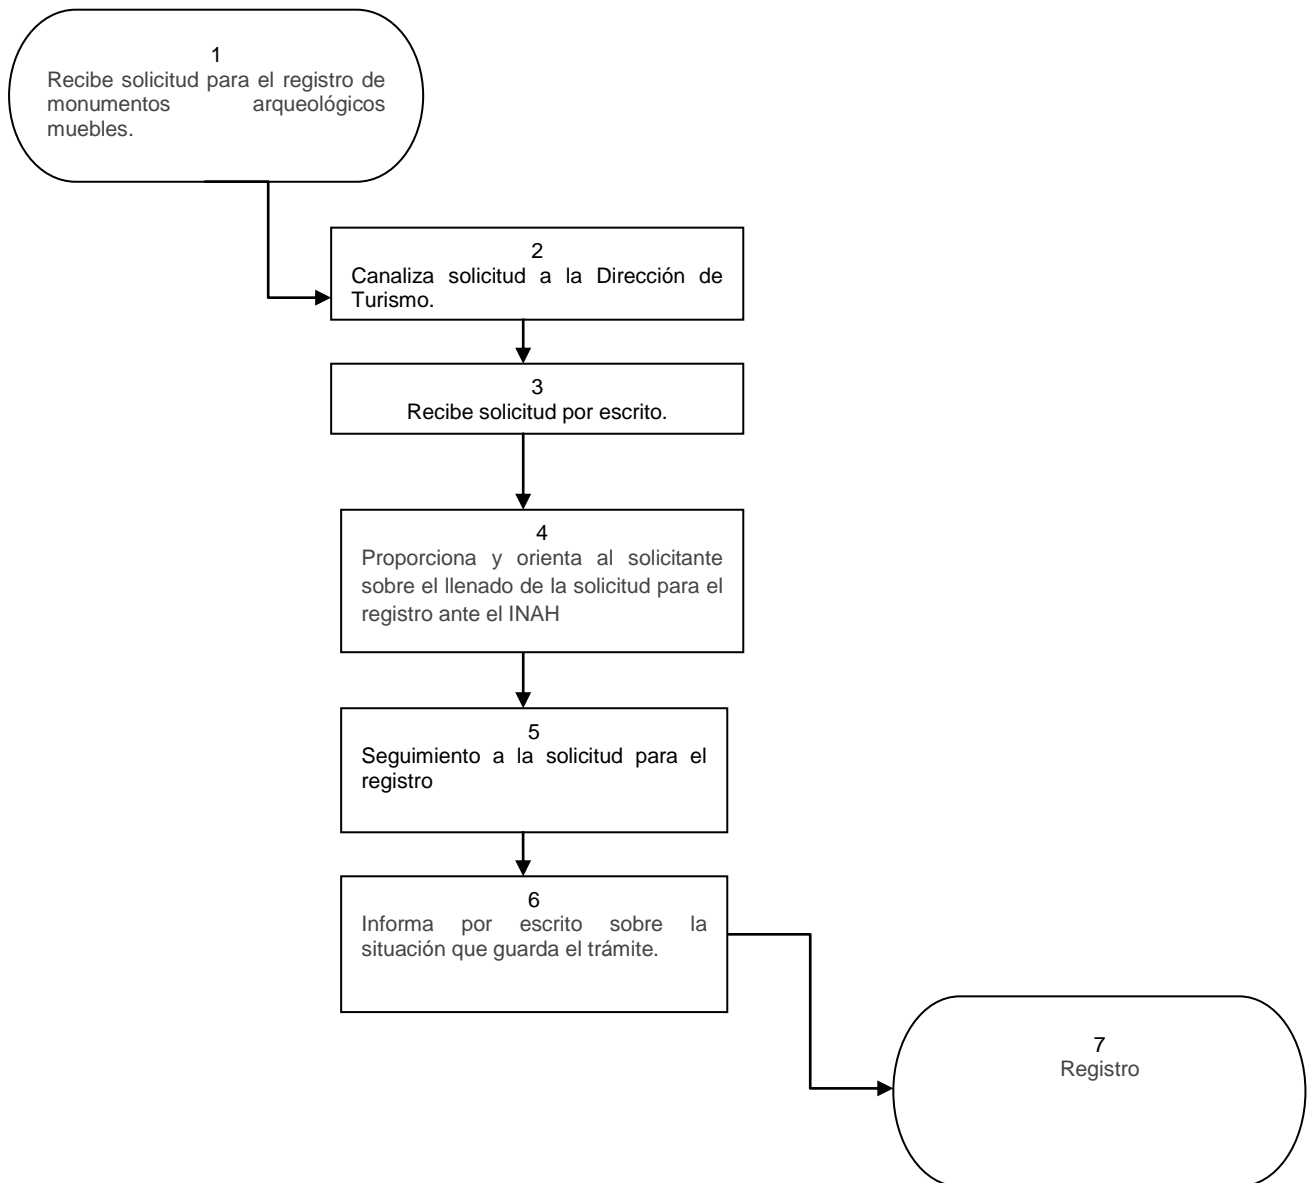 1
Recibe solicitud para el registro de
monumentos arqueológicos
muebles.
2
Canaliza solicitud a la Dirección de
Turismo.
3
Recibe solicitud por escrito.
4
Proporciona y orienta al solicitante
sobre el llenado de la solicitud para el
registro ante el INAH
5
Seguimiento a la solicitud para el
registro
6
Informa por escrito sobre la
situación que guarda el trámite.
7
Registro